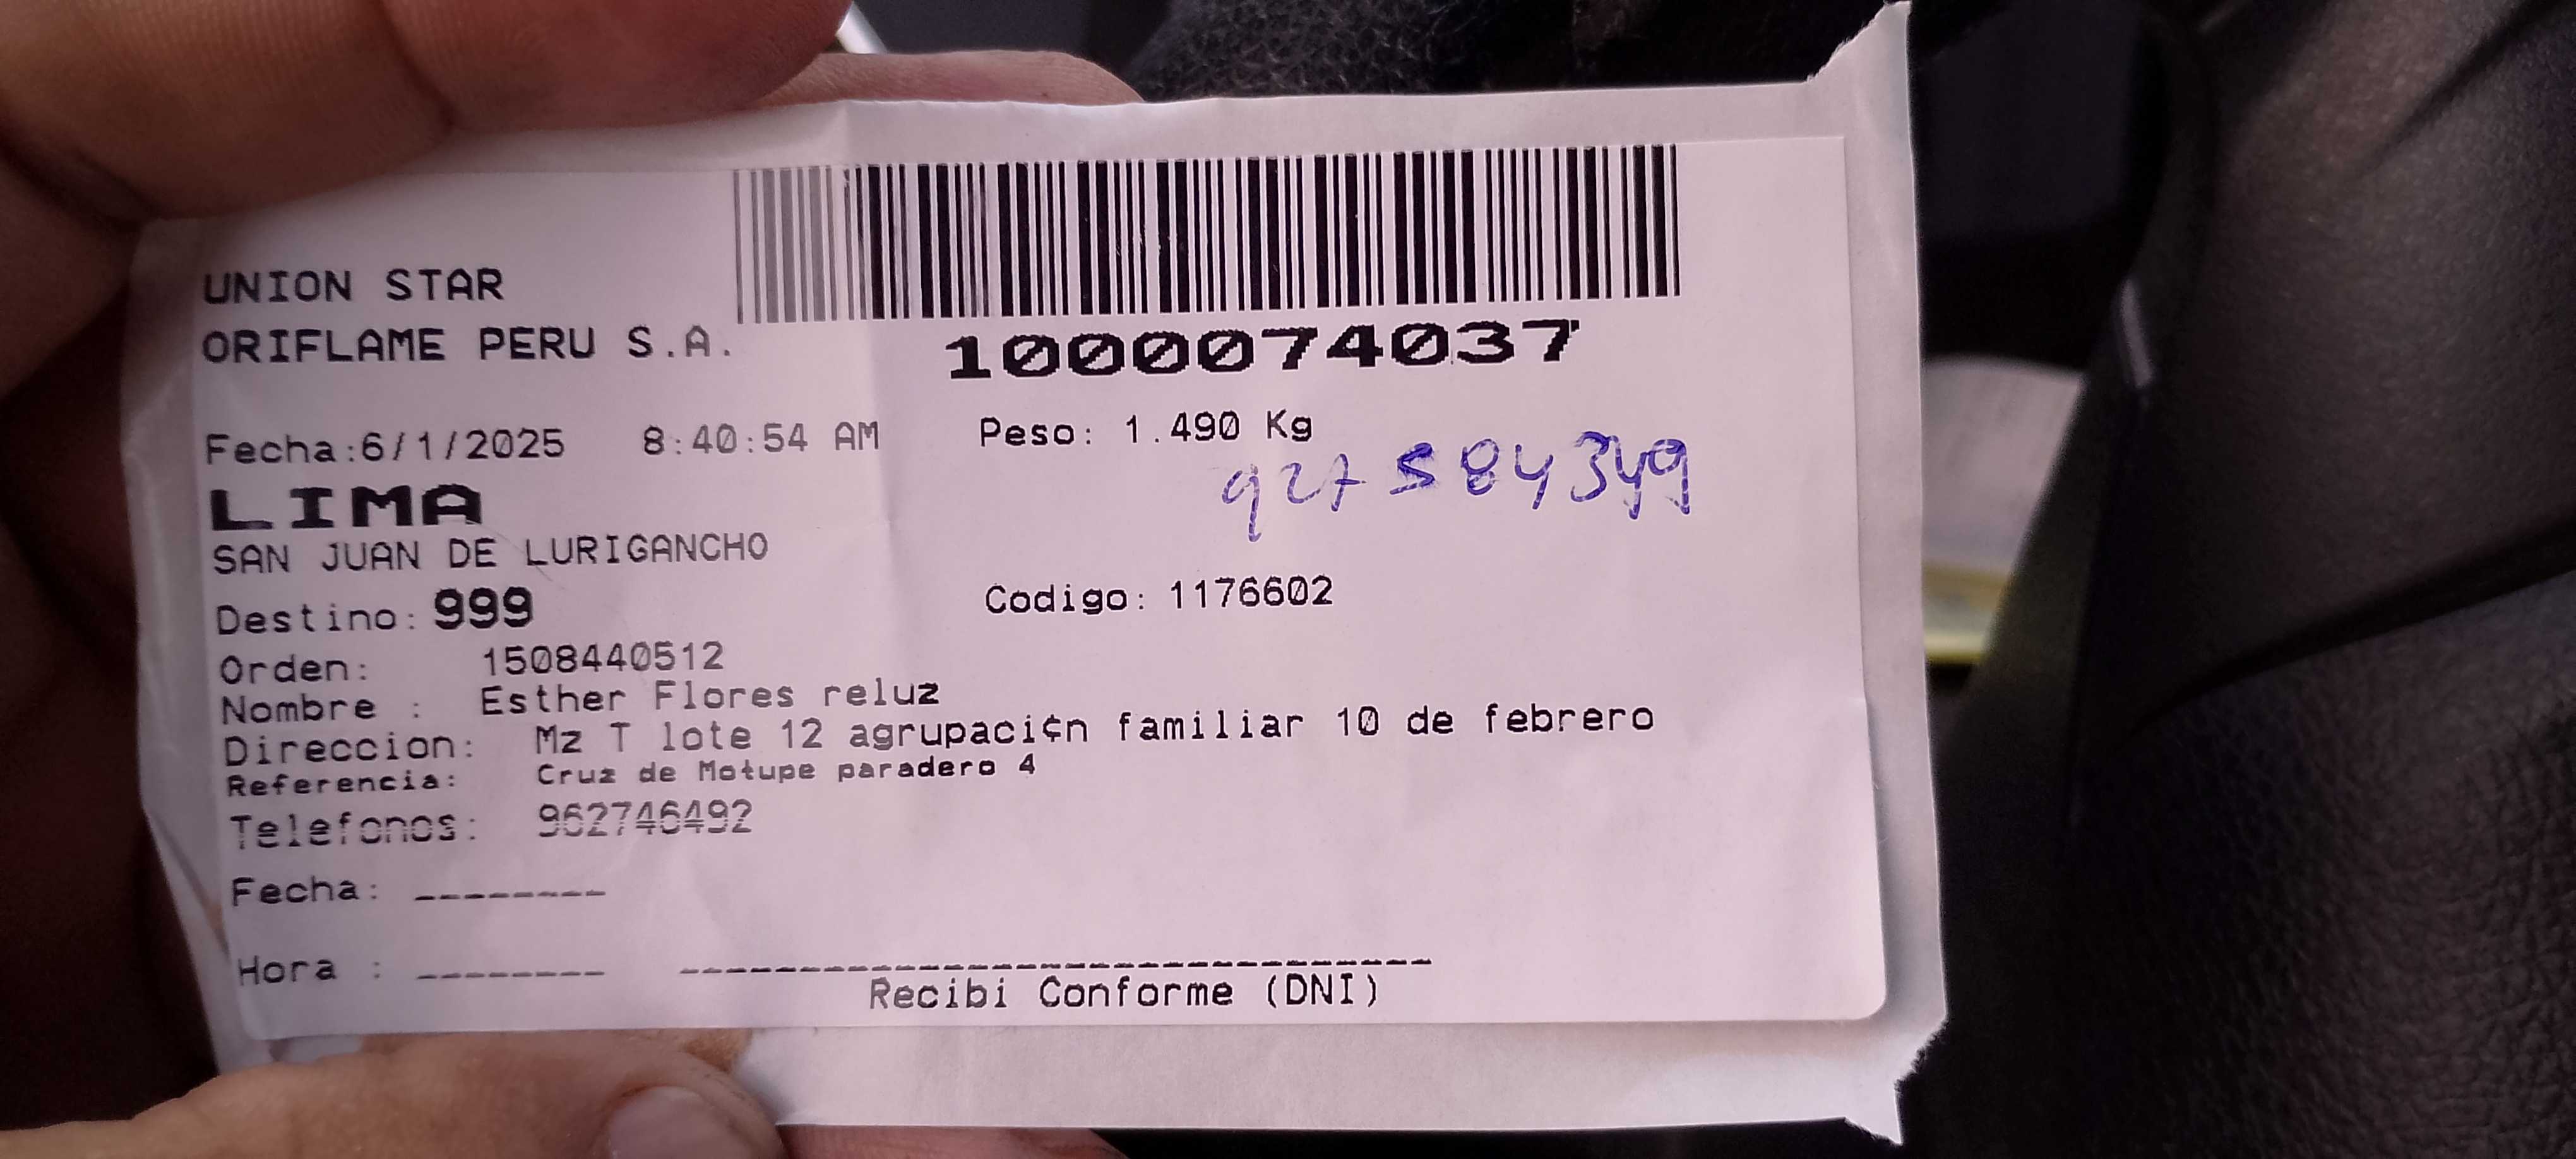 UNION STAR
ORIFLAME PERU S.A.
1000074037
Fecha:6/1/2025 8:40:54 AM
Peso: 1.490 Kg
927584349
LIMA
SAN JUAN DE LURIGANCHO
Destino: 999
Codigo: 1176602
Orden: 1508440512
Nombre : Esther Flores reluz
Direccion: Mz T lote 12 agrupaci¢n familiar 10 de febrero
Referencia: Cruz de Motupe paradero 4
Telefonos: 962746492
Fecha: ________
Hora : ________
Recibi Conforme (DNI)